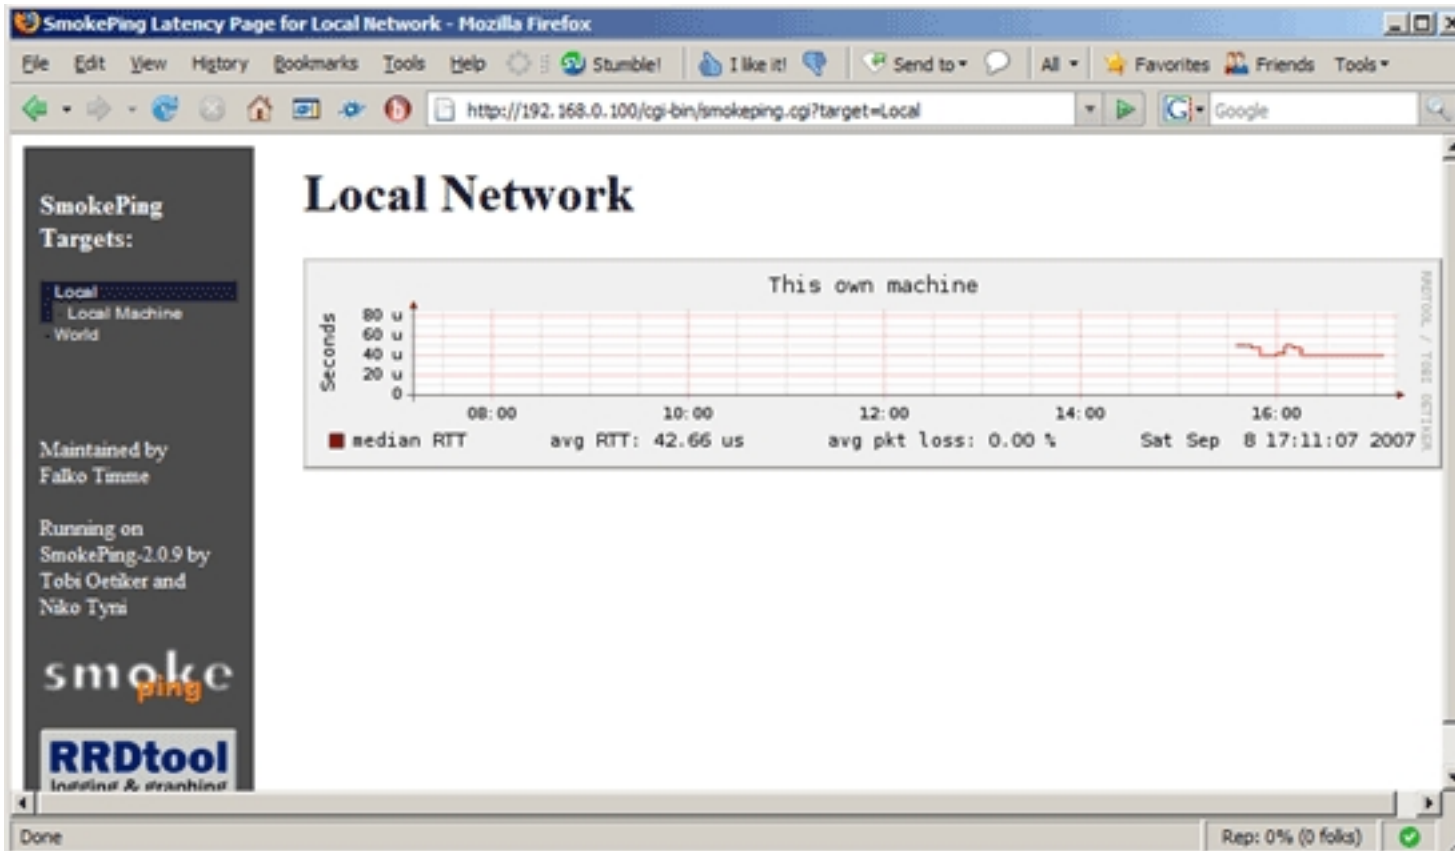 SmokePing Latency Page for Local Network - Mozilla Firefox
File Edit View History Bookmarks Tools Help Stumble! I like it! Send to All Favorites Friends Tools
http://192.168.0.100/cgi-bin/smokeping.cgi?target=Local Google
SmokePing
Targets:
Local
- Local Machine
- World
Maintained by
Falko Timme
Running on
SmokePing-2.0.9 by
Tobi Oetiker and
Niko Tyni
smoke
ping
RRDtool
logging & graphing
Local Network
This own machine
RRDTOOL / TOBI OETIKER
Seconds
80 u
60 u
40 u
20 u
0
08:00 10:00 12:00 14:00 16:00
median RTT avg RTT: 42.66 us avg pkt loss: 0.00 % Sat Sep 8 17:11:07 2007
Done Rep: 0% (0 folks)